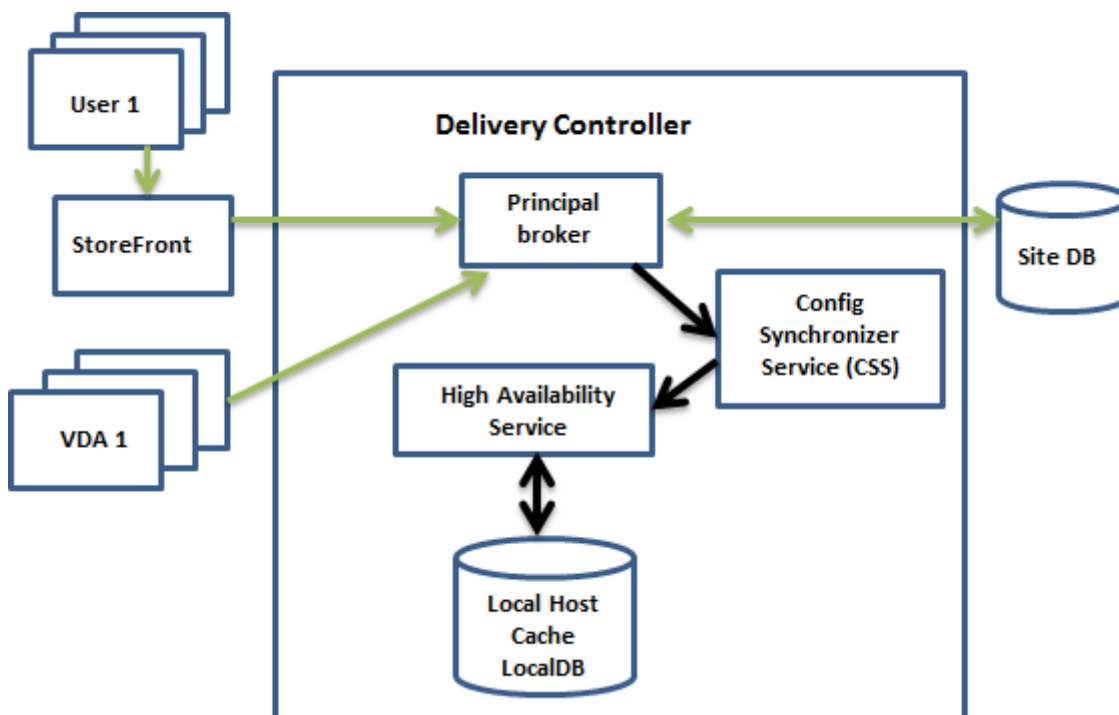 User 1
Delivery Controller
StoreFront
Principal
broker
Site DB
Config
Synchronizer
Service (CSS)
High Availability
Service
VDA 1
Local Host
Cache
LocalDB